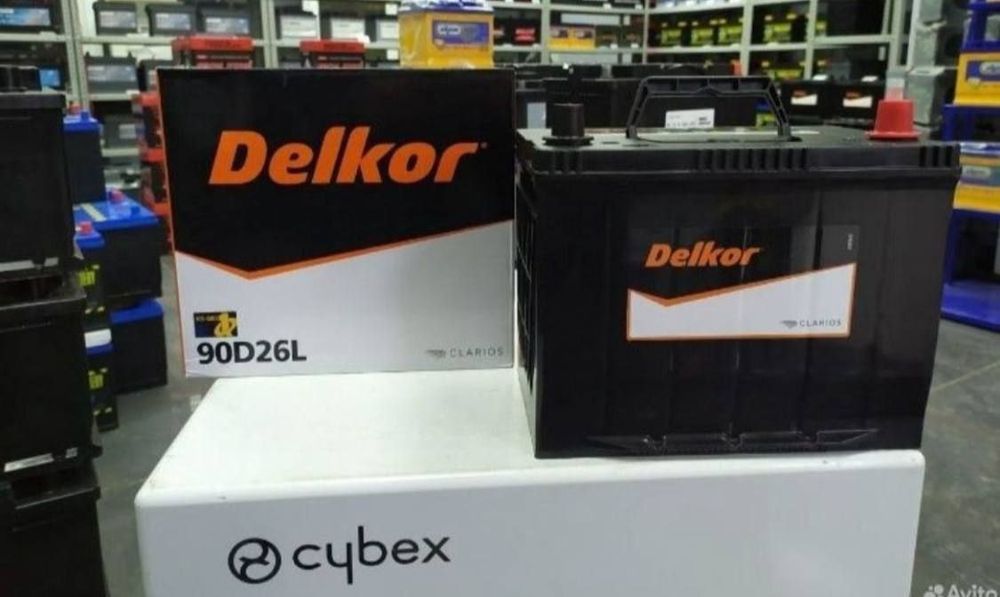 Delkor
90D26L
CLARIOS
Delkor
CLARIOS
cybex
Avito